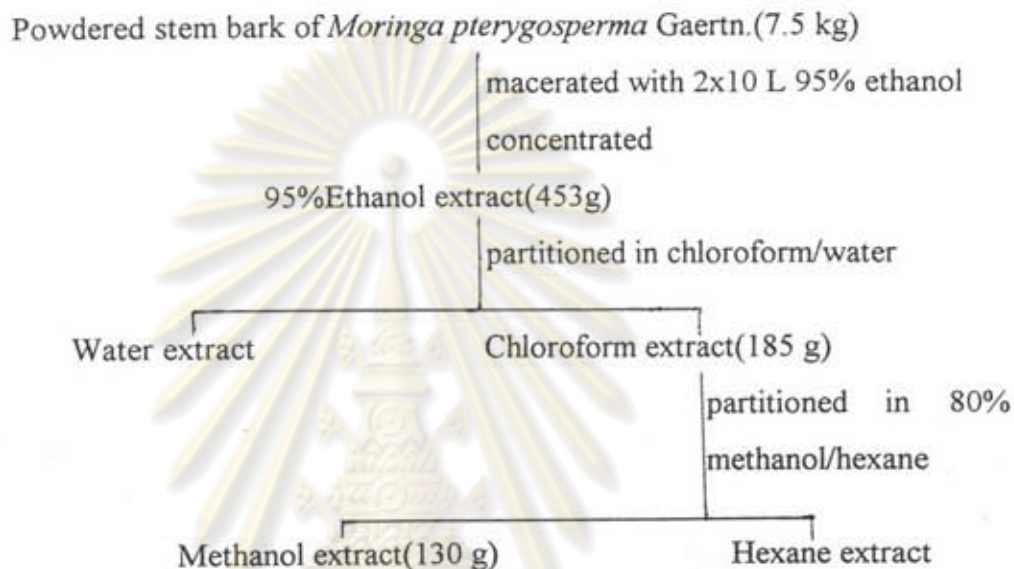 Powdered stem bark of Moringa pterygosperma Gaertn.(7.5 kg)
macerated with 2x10 L 95% ethanol
concentrated
95%Ethanol extract(453g)
partitioned in chloroform/water
Water extract
Chloroform extract(185 g)
partitioned in 80%
methanol/hexane
Methanol extract(130 g)
Hexane extract